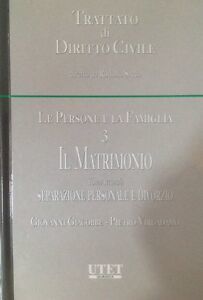 TRATTATO
DI
DIRITTO CIVILE
LE PERSONE E LA FAMIGLIA
3
IL MATRIMONIO
SEPARAZIONE PERSONALE E DIVORZIO
GIOVANNI GIACOBBE - PIETRO VIRGADAMO
UTET
GIURIDICA